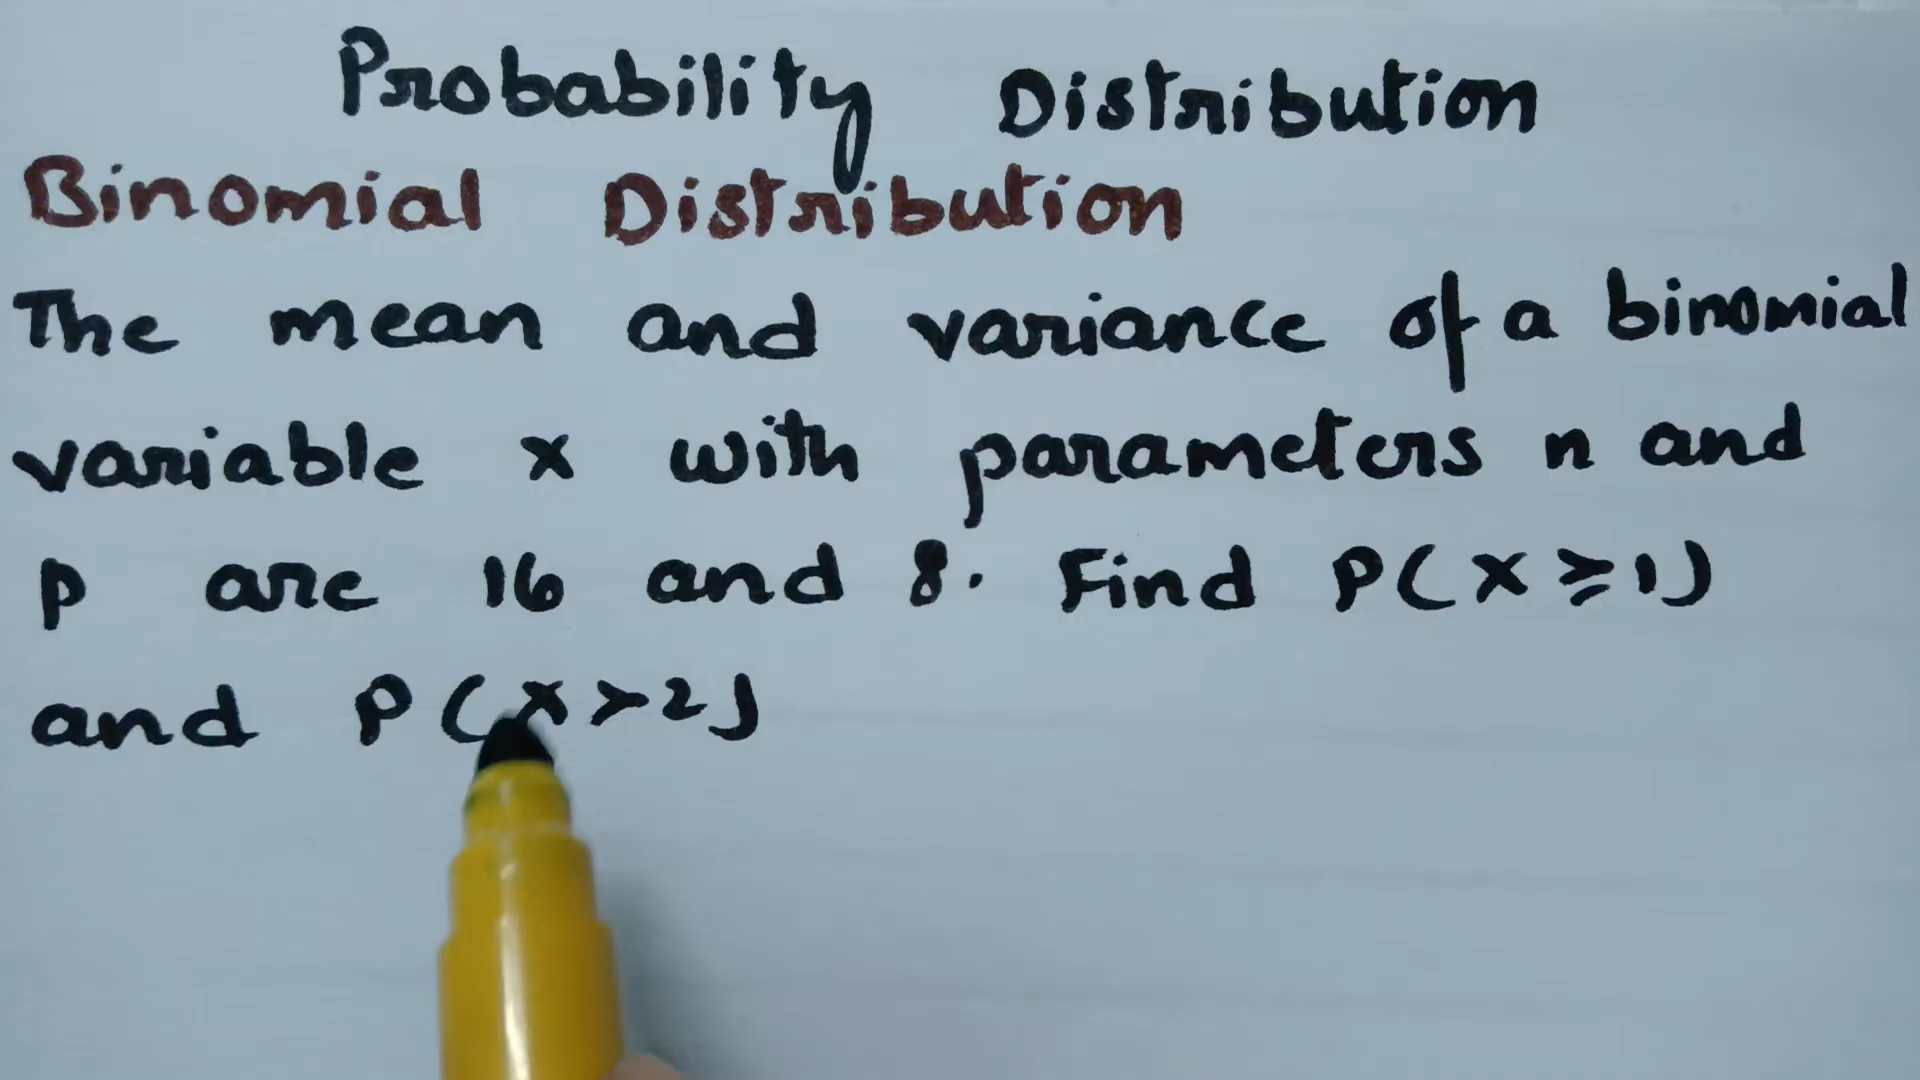 Probability Distribution
Binomial Distribution
The mean and variance of a binomial
variable x with parameters n and
p are 16 and 8. Find P(X ≥ 1)
and P(X > 2)